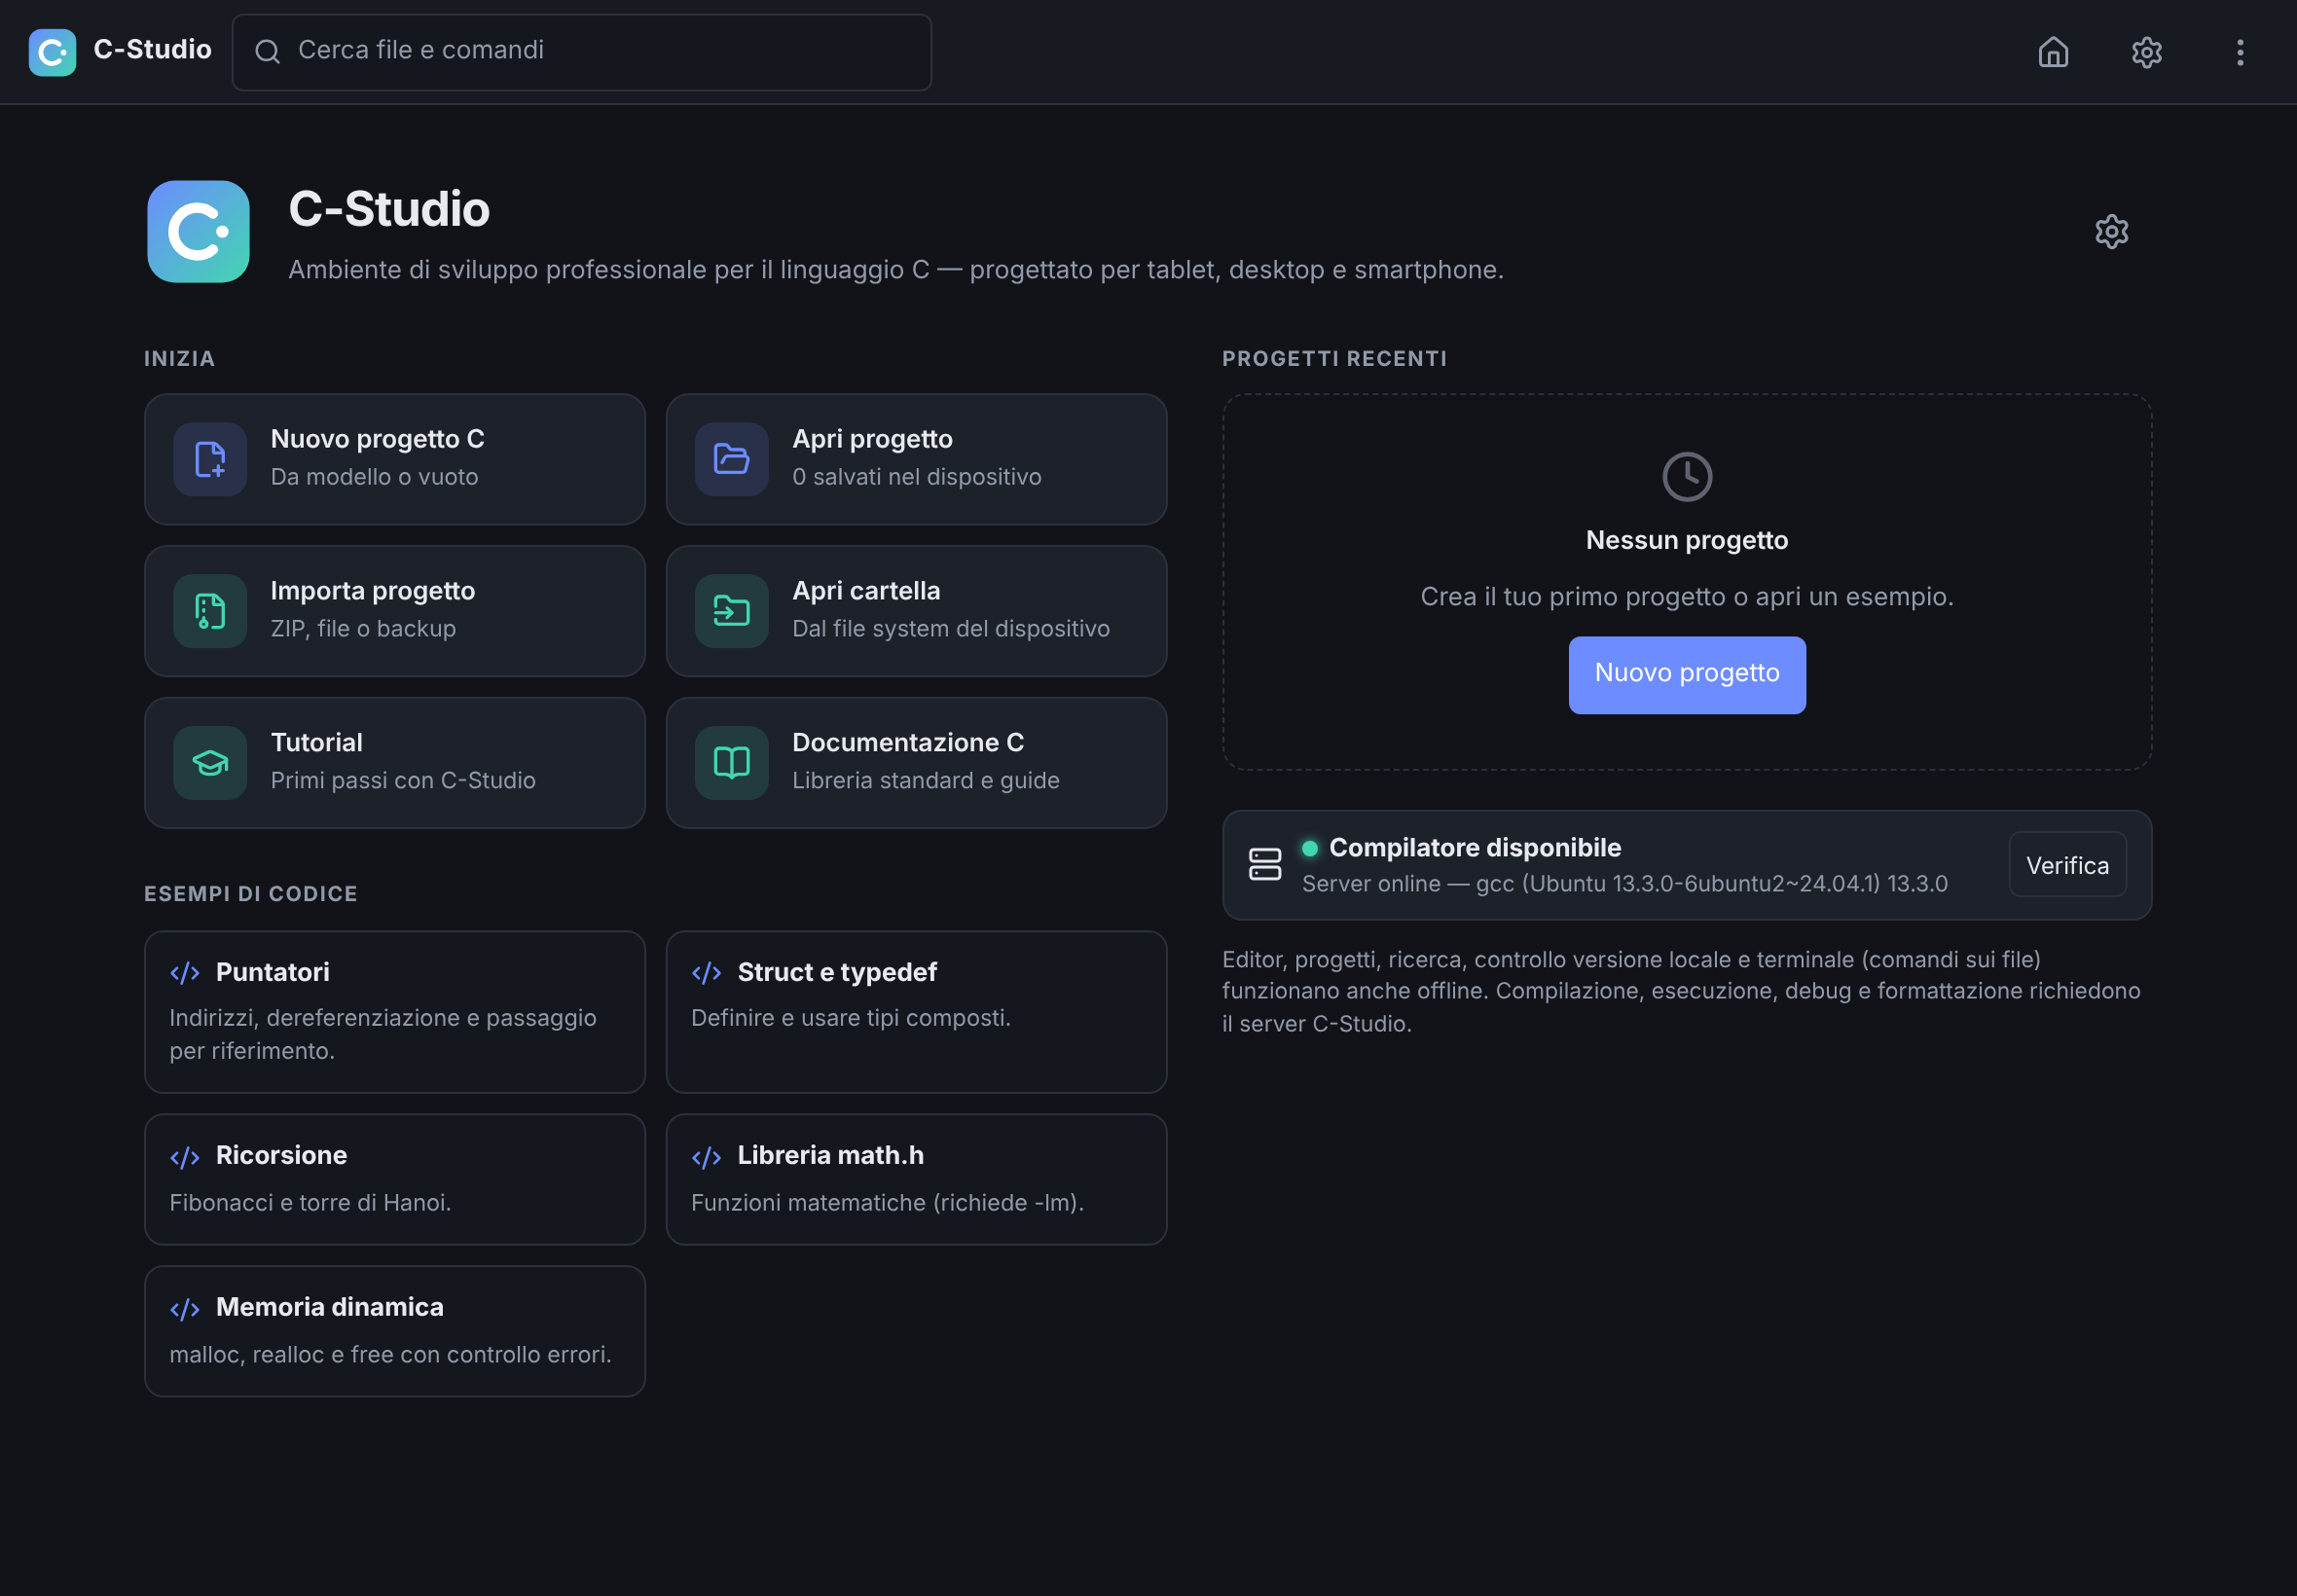 C-Studio
Cerca file e comandi
C-Studio
Ambiente di sviluppo professionale per il linguaggio C — progettato per tablet, desktop e smartphone.
INIZIA
Nuovo progetto C
Da modello o vuoto
Apri progetto
0 salvati nel dispositivo
Importa progetto
ZIP, file o backup
Apri cartella
Dal file system del dispositivo
Tutorial
Primi passi con C-Studio
Documentazione C
Libreria standard e guide
ESEMPI DI CODICE
Puntatori
Indirizzi, dereferenziazione e passaggio
per riferimento.
Struct e typedef
Definire e usare tipi composti.
Ricorsione
Fibonacci e torre di Hanoi.
Libreria math.h
Funzioni matematiche (richiede -lm).
Memoria dinamica
malloc, realloc e free con controllo errori.
PROGETTI RECENTI
Nessun progetto
Crea il tuo primo progetto o apri un esempio.
Nuovo progetto
Compilatore disponibile
Server online — gcc (Ubuntu 13.3.0-6ubuntu2~24.04.1) 13.3.0
Verifica
Editor, progetti, ricerca, controllo versione locale e terminale (comandi sui file)
funzionano anche offline. Compilazione, esecuzione, debug e formattazione richiedono
il server C-Studio.